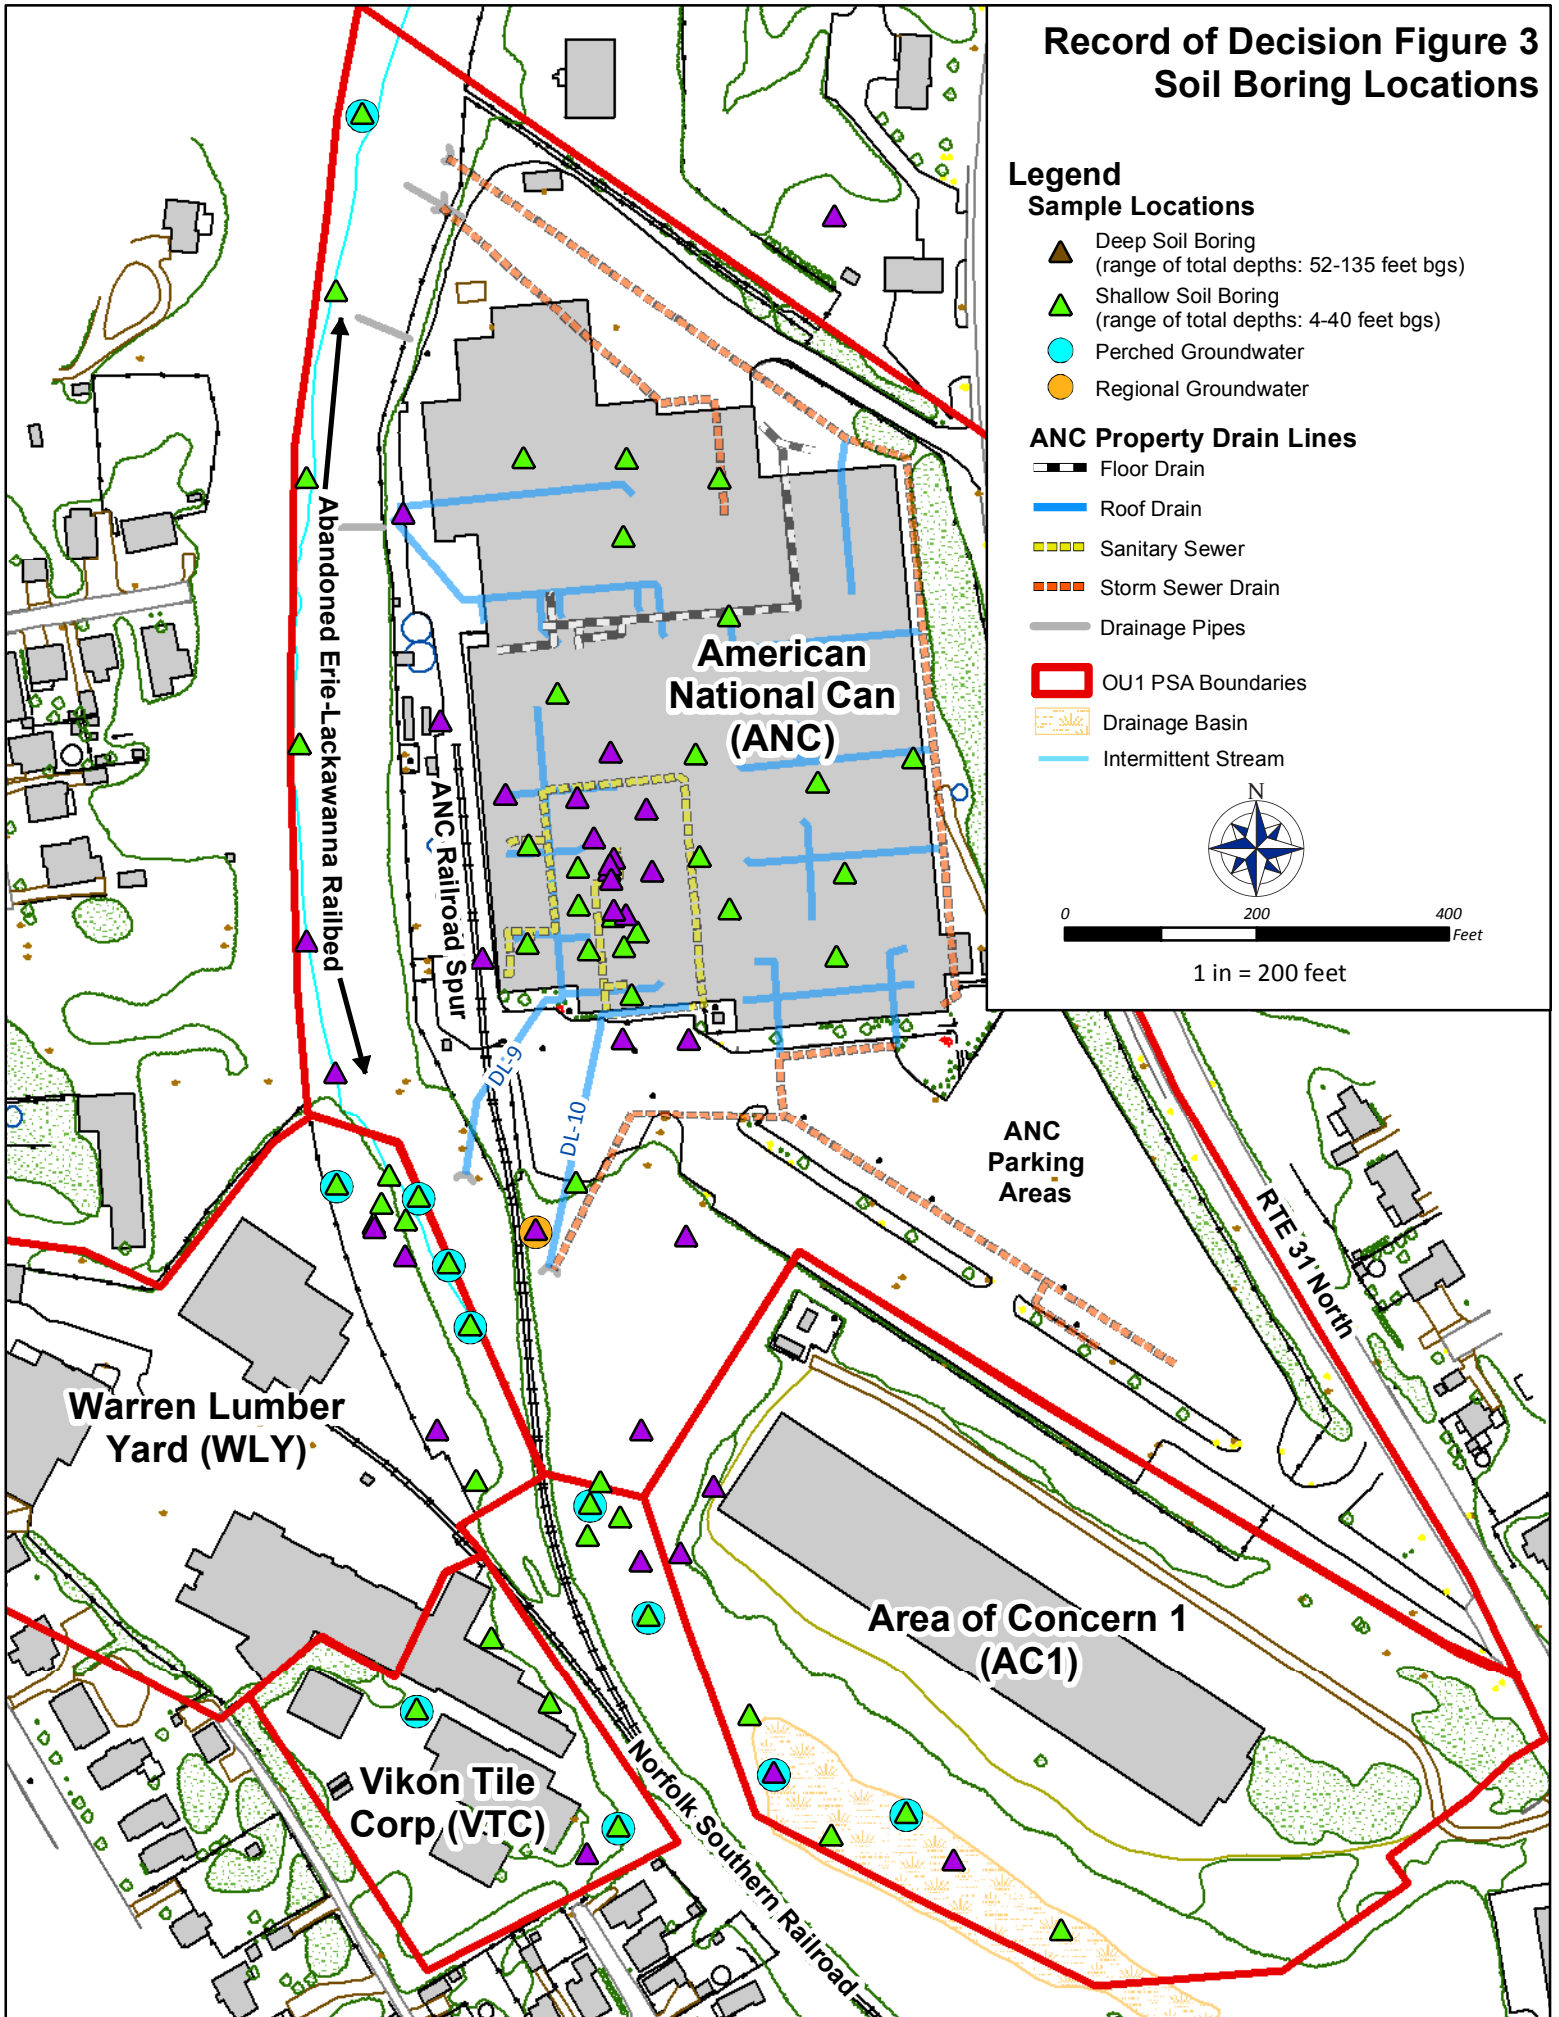 Record of Decision Figure 3
Soil Boring Locations
Legend
Sample Locations
Deep Soil Boring
(range of total depths: 52-135 feet bgs)
Shallow Soil Boring
(range of total depths: 4-40 feet bgs)
Perched Groundwater
Regional Groundwater
ANC Property Drain Lines
Floor Drain
Roof Drain
Sanitary Sewer
Storm Sewer Drain
Drainage Pipes
OU1 PSA Boundaries
Drainage Basin
Intermittent Stream
N
0 200 400
Feet
1 in = 200 feet
Abandoned Erie-Lackawanna Railbed
American
National Can
(ANC)
ANC Railroad Spur
DL-9
DL-10
ANC
Parking
Areas
RTE 31 North
Warren Lumber
Yard (WLY)
Area of Concern 1
(AC1)
Vikon Tile
Corp (VTC)
Norfolk Southern Railroad